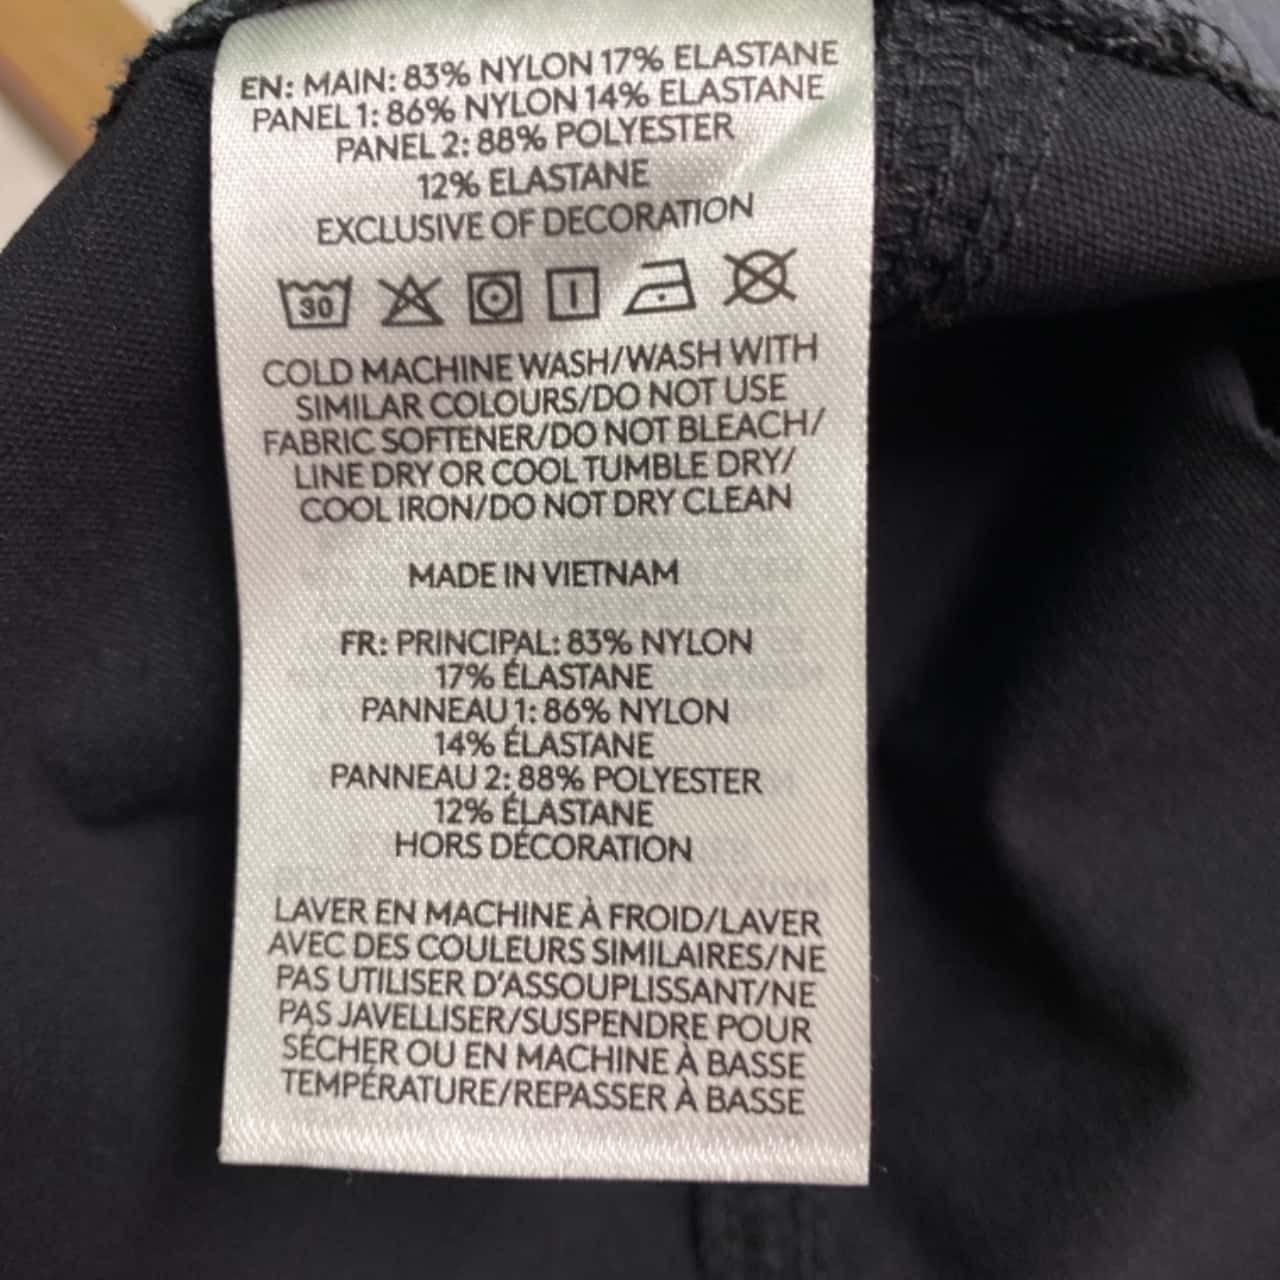 EN: MAIN: 83% NYLON 17% ELASTANE
PANEL 1: 86% NYLON 14% ELASTANE
PANEL 2: 88% POLYESTER
12% ELASTANE
EXCLUSIVE OF DECORATION
30
COLD MACHINE WASH/WASH WITH
SIMILAR COLOURS/DO NOT USE
FABRIC SOFTENER/DO NOT BLEACH/
LINE DRY OR COOL TUMBLE DRY/
COOL IRON/DO NOT DRY CLEAN
MADE IN VIETNAM
FR: PRINCIPAL: 83% NYLON
17% ÉLASTANE
PANNEAU 1: 86% NYLON
14% ÉLASTANE
PANNEAU 2: 88% POLYESTER
12% ÉLASTANE
HORS DÉCORATION
LAVER EN MACHINE À FROID/LAVER
AVEC DES COULEURS SIMILAIRES/NE
PAS UTILISER D'ASSOUPLISSANT/NE
PAS JAVELLISER/SUSPENDRE POUR
SÉCHER OU EN MACHINE À BASSE
TEMPÉRATURE/REPASSER À BASSE